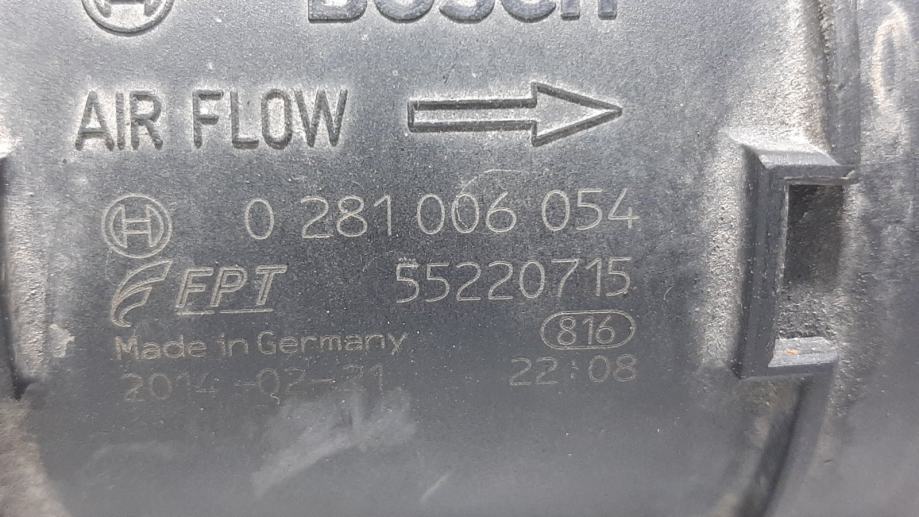 BOSCH
AIR FLOW
0 281 006 054
FPT 55220715
Made in Germany 816
2014-02-21 22:08